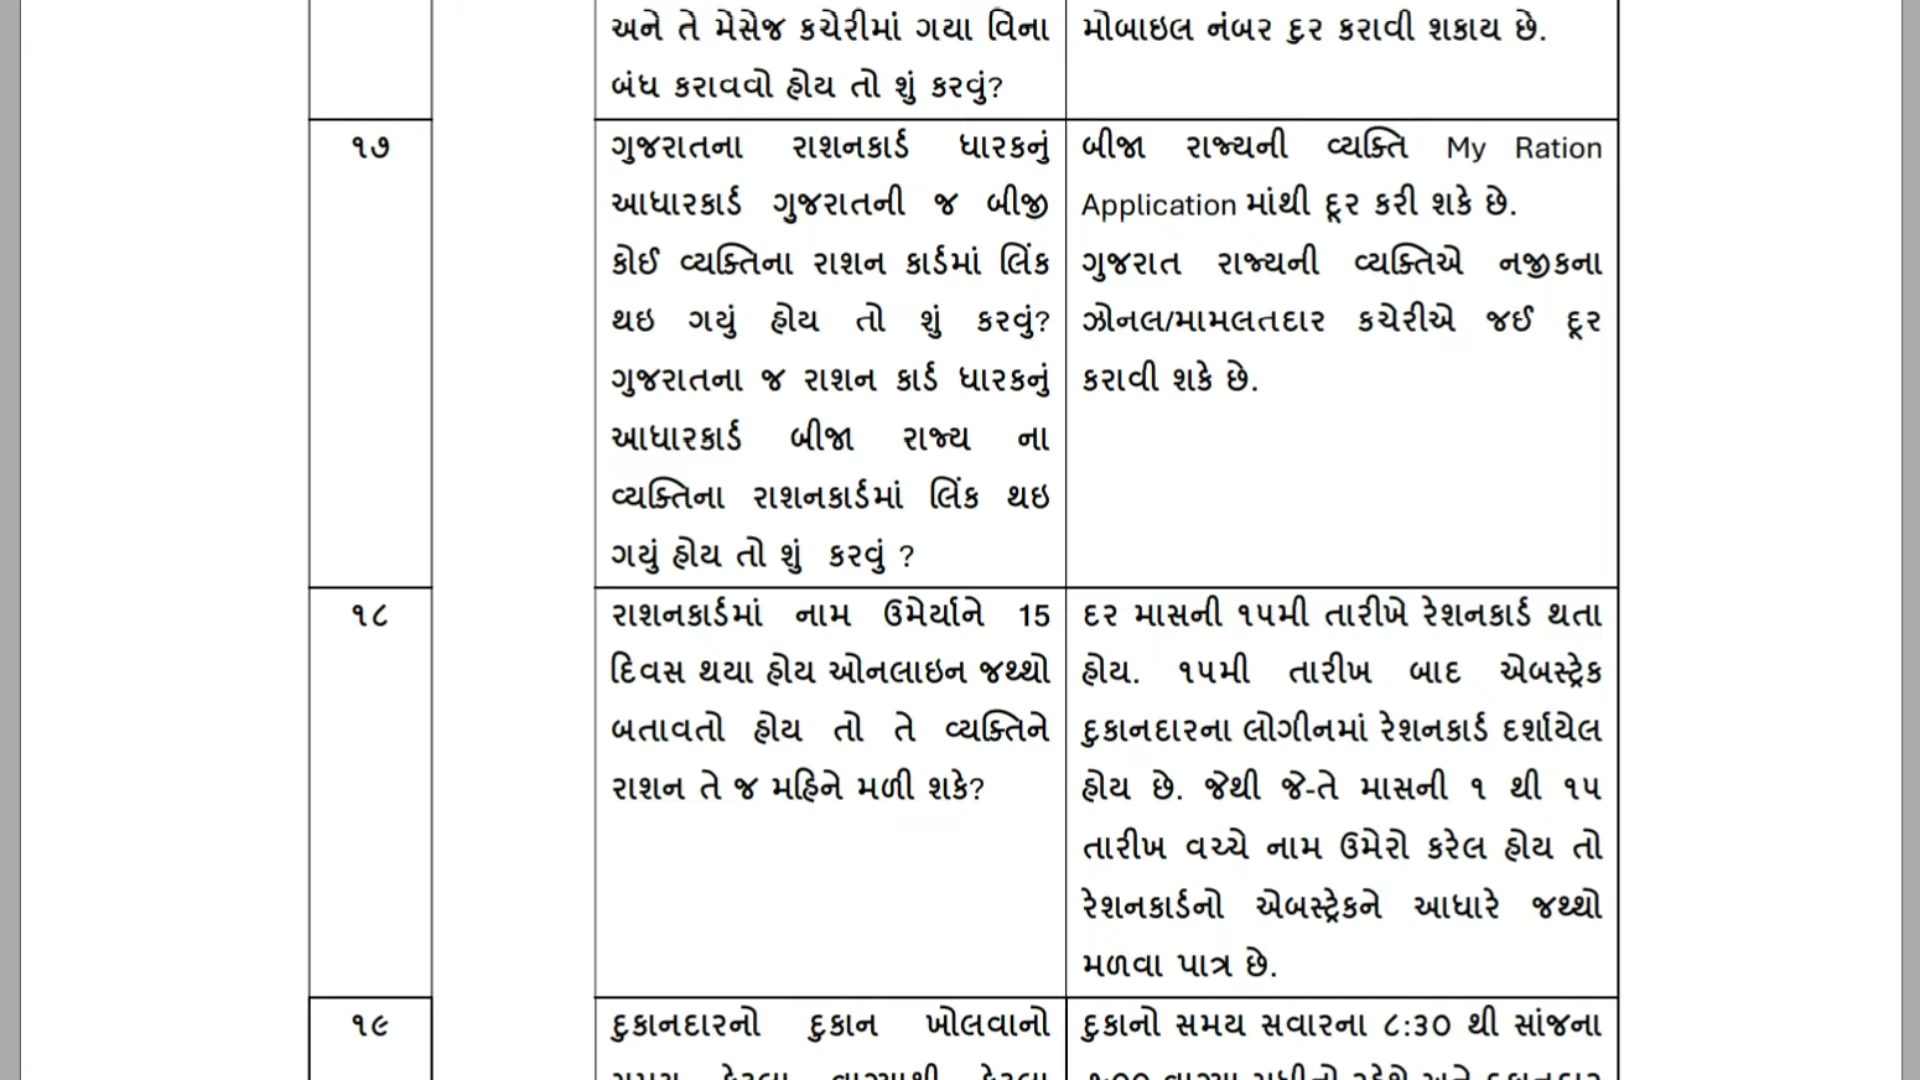 અને તે મેસેજ કચેરીમાં ગયા વિના
બંધ કરાવવો હોય તો શું કરવું?
મોબાઇલ નંબર દુર કરાવી શકાય છે.
૧૭
ગુજરાતના રાશનકાર્ડ ધારકનું
આધારકાર્ડ ગુજરાતની જ બીજી
કોઈ વ્યક્તિના રાશન કાર્ડમાં લિંક
થઇ ગયું હોય તો શું કરવું?
ગુજરાતના જ રાશન કાર્ડ ધારકનું
આધારકાર્ડ બીજા રાજ્ય ના
વ્યક્તિના રાશનકાર્ડમાં લિંક થઇ
ગયું હોય તો શું કરવું ?
બીજા રાજ્યની વ્યક્તિ My Ration
Application માંથી દૂર કરી શકે છે.
ગુજરાત રાજ્યની વ્યક્તિએ નજીકના
ઝોનલ/મામલતદાર કચેરીએ જઈ દૂર
કરાવી શકે છે.
૧૮
રાશનકાર્ડમાં નામ ઉમેર્યાને 15
દિવસ થયા હોય ઓનલાઇન જથ્થો
બતાવતો હોય તો તે વ્યક્તિને
રાશન તે જ મહિને મળી શકે?
દર માસની ૧૫મી તારીખે રેશનકાર્ડ થતા
હોય. ૧૫મી તારીખ બાદ એબસ્ટ્રેક
દુકાનદારના લોગીનમાં રેશનકાર્ડ દર્શાયેલ
હોય છે. જેથી જે-તે માસની ૧ થી ૧૫
તારીખ વચ્ચે નામ ઉમેરો કરેલ હોય તો
રેશનકાર્ડનો એબસ્ટ્રેકને આધારે જથ્થો
મળવા પાત્ર છે.
૧૯
દુકાનદારનો દુકાન ખોલવાનો
દુકાનો સમય સવારના ૮:૩૦ થી સાંજના